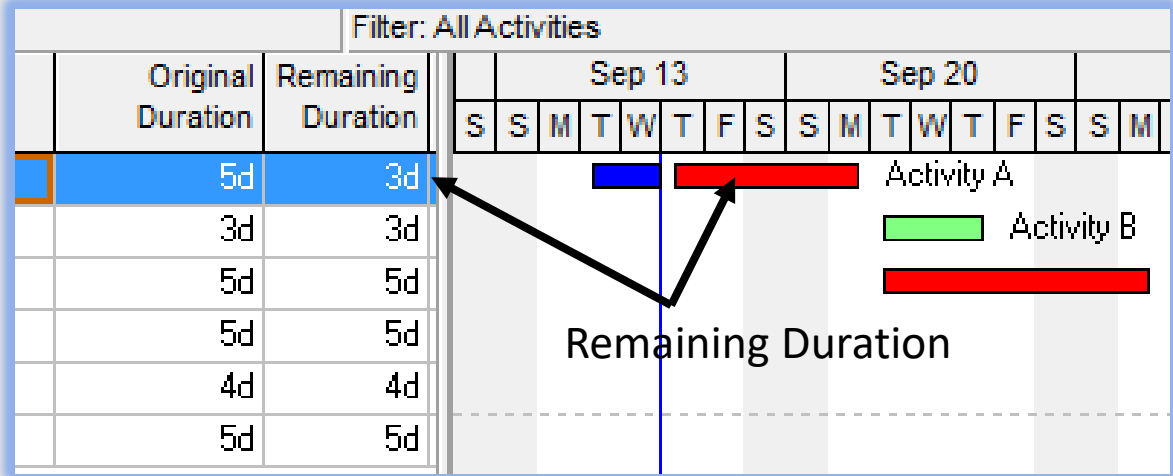 Filter: All Activities
Original Remaining Sep 13 Sep 20
Duration Duration S S M T W T F S S M T W T F S S M
5d 3d Activity A
3d 3d Activity B
5d 5d
5d 5d
Remaining Duration
4d 4d
5d 5d